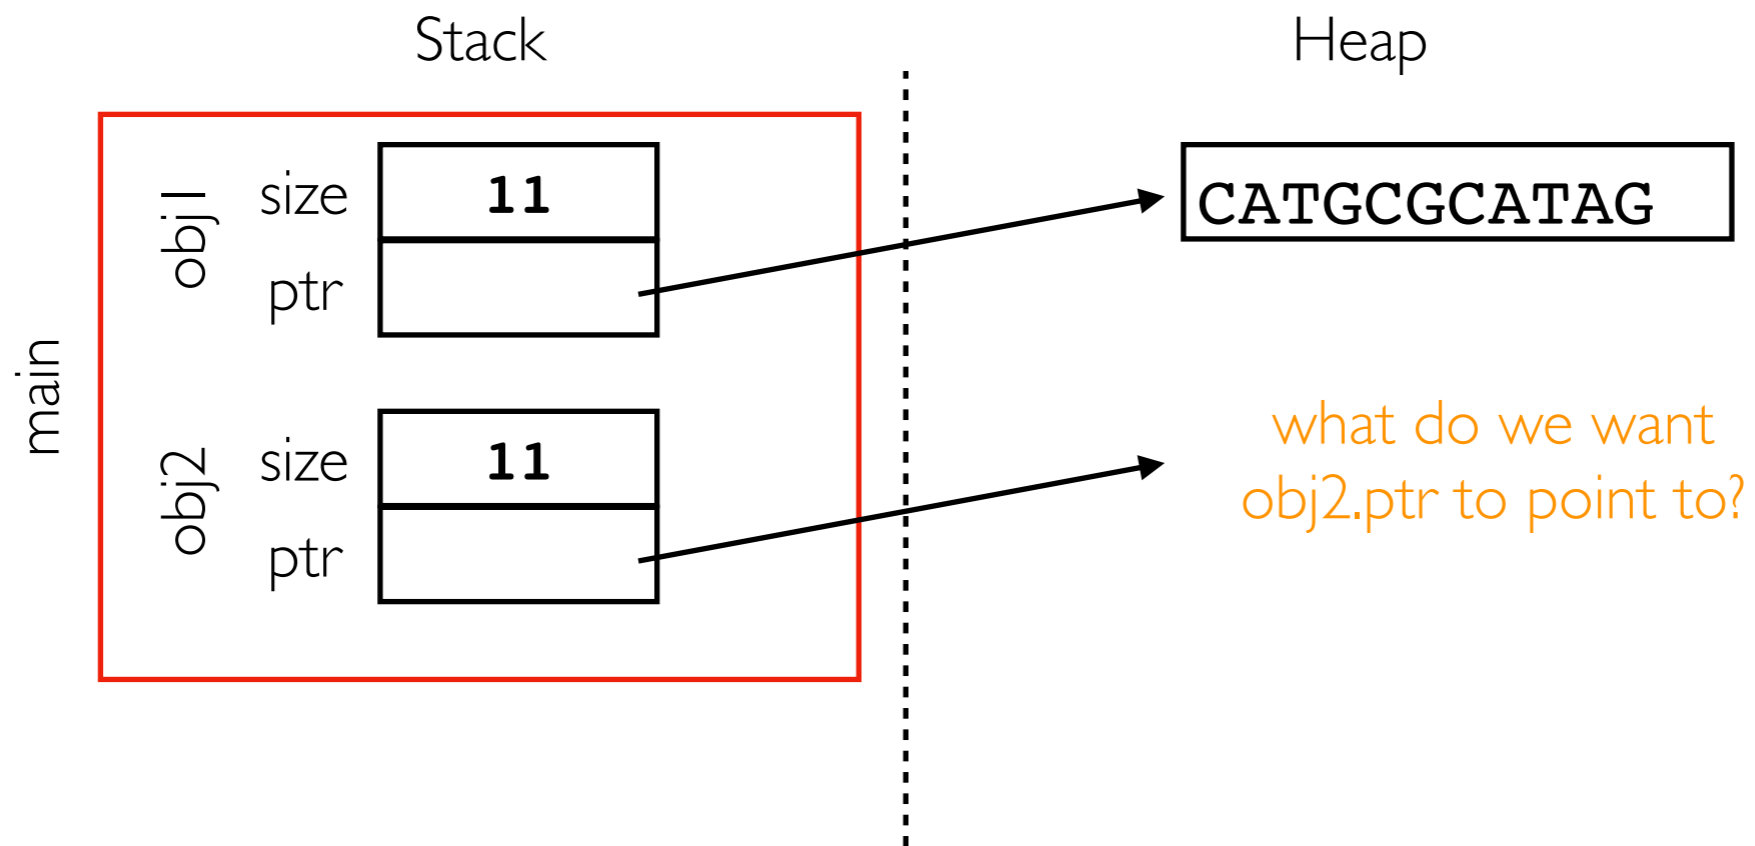 Stack
Heap
main
obj1
size
11
ptr
CATGCGCATAG
obj2
size
11
ptr
what do we want
obj2.ptr to point to?